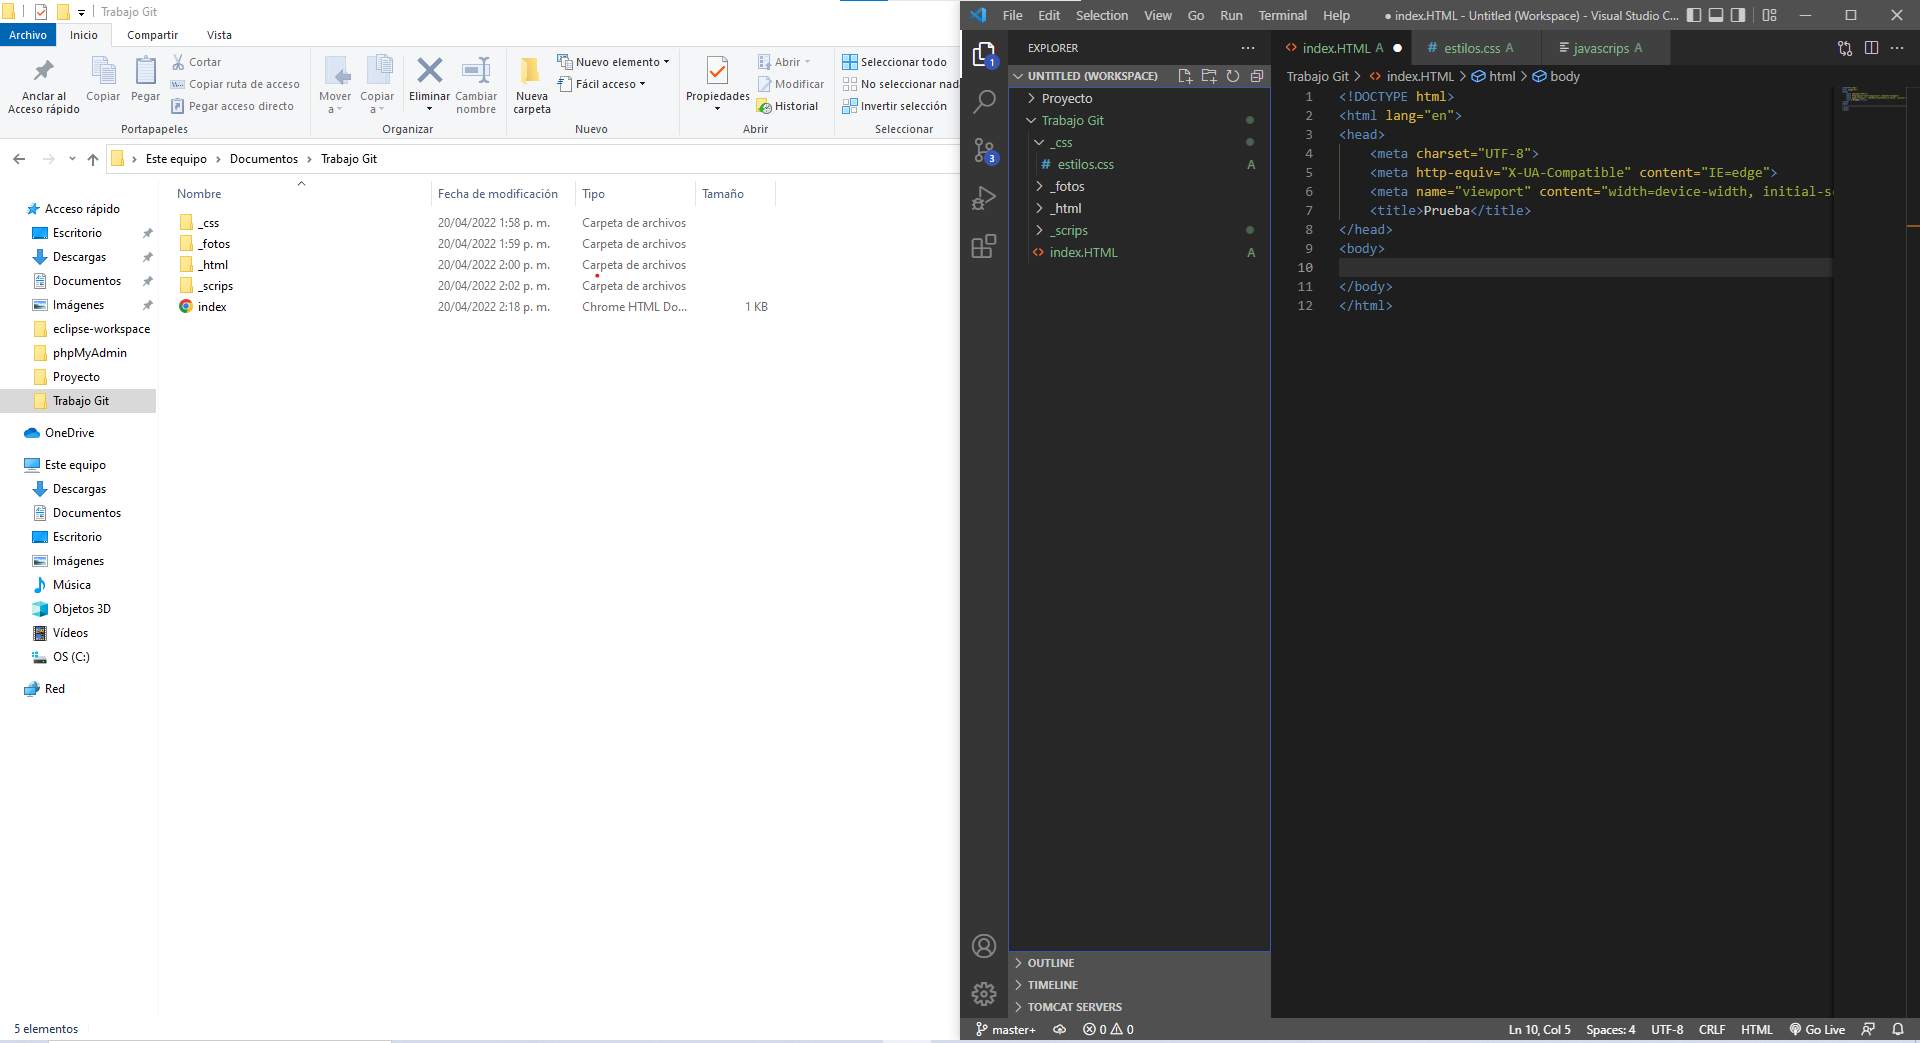 Trabajo Git
Archivo Inicio Compartir Vista
Anclar al Acceso rápido
Copiar
Pegar
Cortar
Copiar ruta de acceso
Pegar acceso directo
Portapapeles
Mover a
Copiar a
Eliminar
Cambiar nombre
Organizar
Nueva carpeta
Nuevo elemento
Fácil acceso
Nuevo
Propiedades
Abrir
Modificar
Historial
Abrir
Seleccionar todo
No seleccionar nad
Invertir selección
Seleccionar
Este equipo Documentos Trabajo Git
Nombre Fecha de modificación Tipo Tamaño
_css 20/04/2022 1:58 p. m. Carpeta de archivos
_fotos 20/04/2022 1:59 p. m. Carpeta de archivos
_html 20/04/2022 2:00 p. m. Carpeta de archivos
_scrips 20/04/2022 2:02 p. m. Carpeta de archivos
index 20/04/2022 2:18 p. m. Chrome HTML Do... 1 KB
Acceso rápido
Escritorio
Descargas
Documentos
Imágenes
eclipse-workspace
phpMyAdmin
Proyecto
Trabajo Git
OneDrive
Este equipo
Descargas
Documentos
Escritorio
Imágenes
Música
Objetos 3D
Vídeos
OS (C:)
Red
5 elementos
File Edit Selection View Go Run Terminal Help ● index.HTML - Untitled (Workspace) - Visual Studio C...
1
3
EXPLORER ...
UNTITLED (WORKSPACE)
Proyecto
Trabajo Git
_css
# estilos.css A
_fotos
_html
_scrips
<> index.HTML A
OUTLINE
TIMELINE
TOMCAT SERVERS
<> index.HTML A ● # estilos.css A javascrips A
Trabajo Git > <> index.HTML > html > body
1 <!DOCTYPE html>
2 <html lang="en">
3 <head>
4 <meta charset="UTF-8">
5 <meta http-equiv="X-UA-Compatible" content="IE=edge">
6 <meta name="viewport" content="width=device-width, initial-s
7 <title>Prueba</title>
8 </head>
9 <body>
10
11 </body>
12 </html>
master+ 0 0 Ln 10, Col 5 Spaces: 4 UTF-8 CRLF HTML Go Live